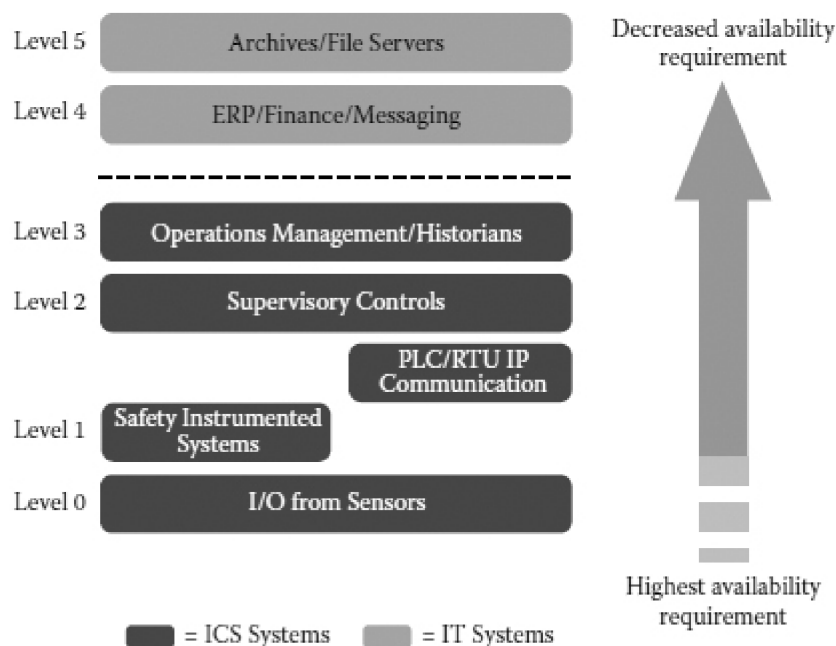 Level 5
Archives/File Servers
Decreased availability
requirement
Level 4
ERP/Finance/Messaging
Level 3
Operations Management/Historians
Level 2
Supervisory Controls
PLC/RTU IP
Communication
Level 1
Safety Instrumented
Systems
Level 0
I/O from Sensors
Highest availability
requirement
= ICS Systems
= IT Systems